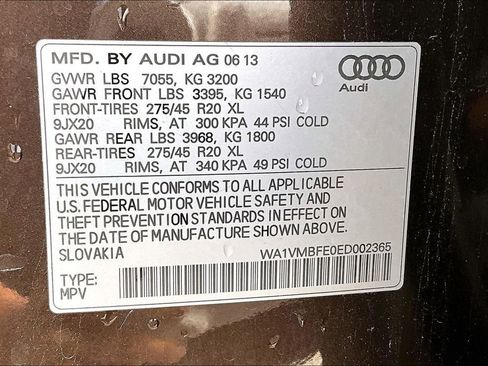 MFD. BY AUDI AG 06 13
GVWR LBS 7055, KG 3200
GAWR FRONT LBS 3395, KG 1540
FRONT-TIRES 275/45 R20 XL
9JX20 RIMS, AT 300 KPA 44 PSI COLD
GAWR REAR LBS 3968, KG 1800
REAR-TIRES 275/45 R20 XL
9JX20 RIMS, AT 340 KPA 49 PSI COLD
Audi
THIS VEHICLE CONFORMS TO ALL APPLICABLE
U.S. FEDERAL MOTOR VEHICLE SAFETY AND
THEFT PREVENTION STANDARDS IN EFFECT ON THE
DATE OF MANUFACTURE SHOWN ABOVE.
SLOVAKIA WA1VMBFE0ED002365
TYPE:
MPV